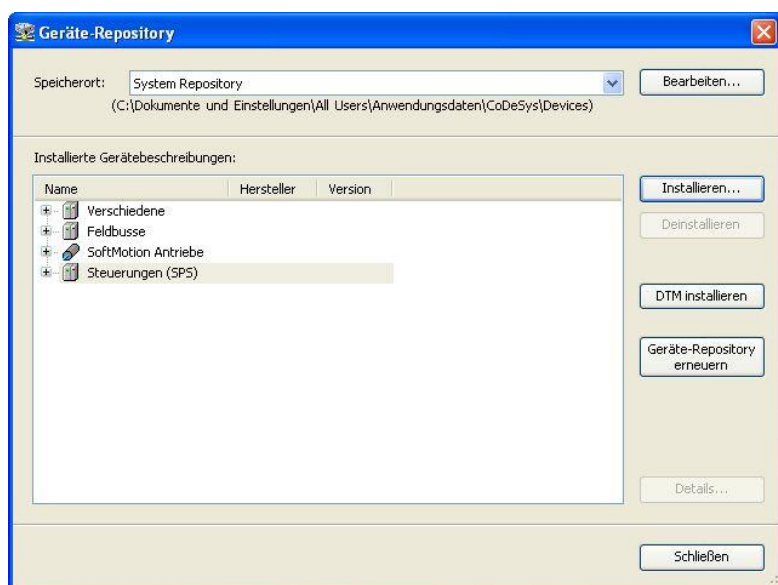 Geräte-Repository
Speicherort: System Repository Bearbeiten...
(C:\Dokumente und Einstellungen\All Users\Anwendungsdaten\CoDeSys\Devices)
Installierte Gerätebeschreibungen:
Name Hersteller Version Installieren...
Verschiedene
Feldbusse Deinstallieren
SoftMotion Antriebe
Steuerungen (SPS)
DTM installieren
Geräte-Repository
erneuern
Details...
Schließen